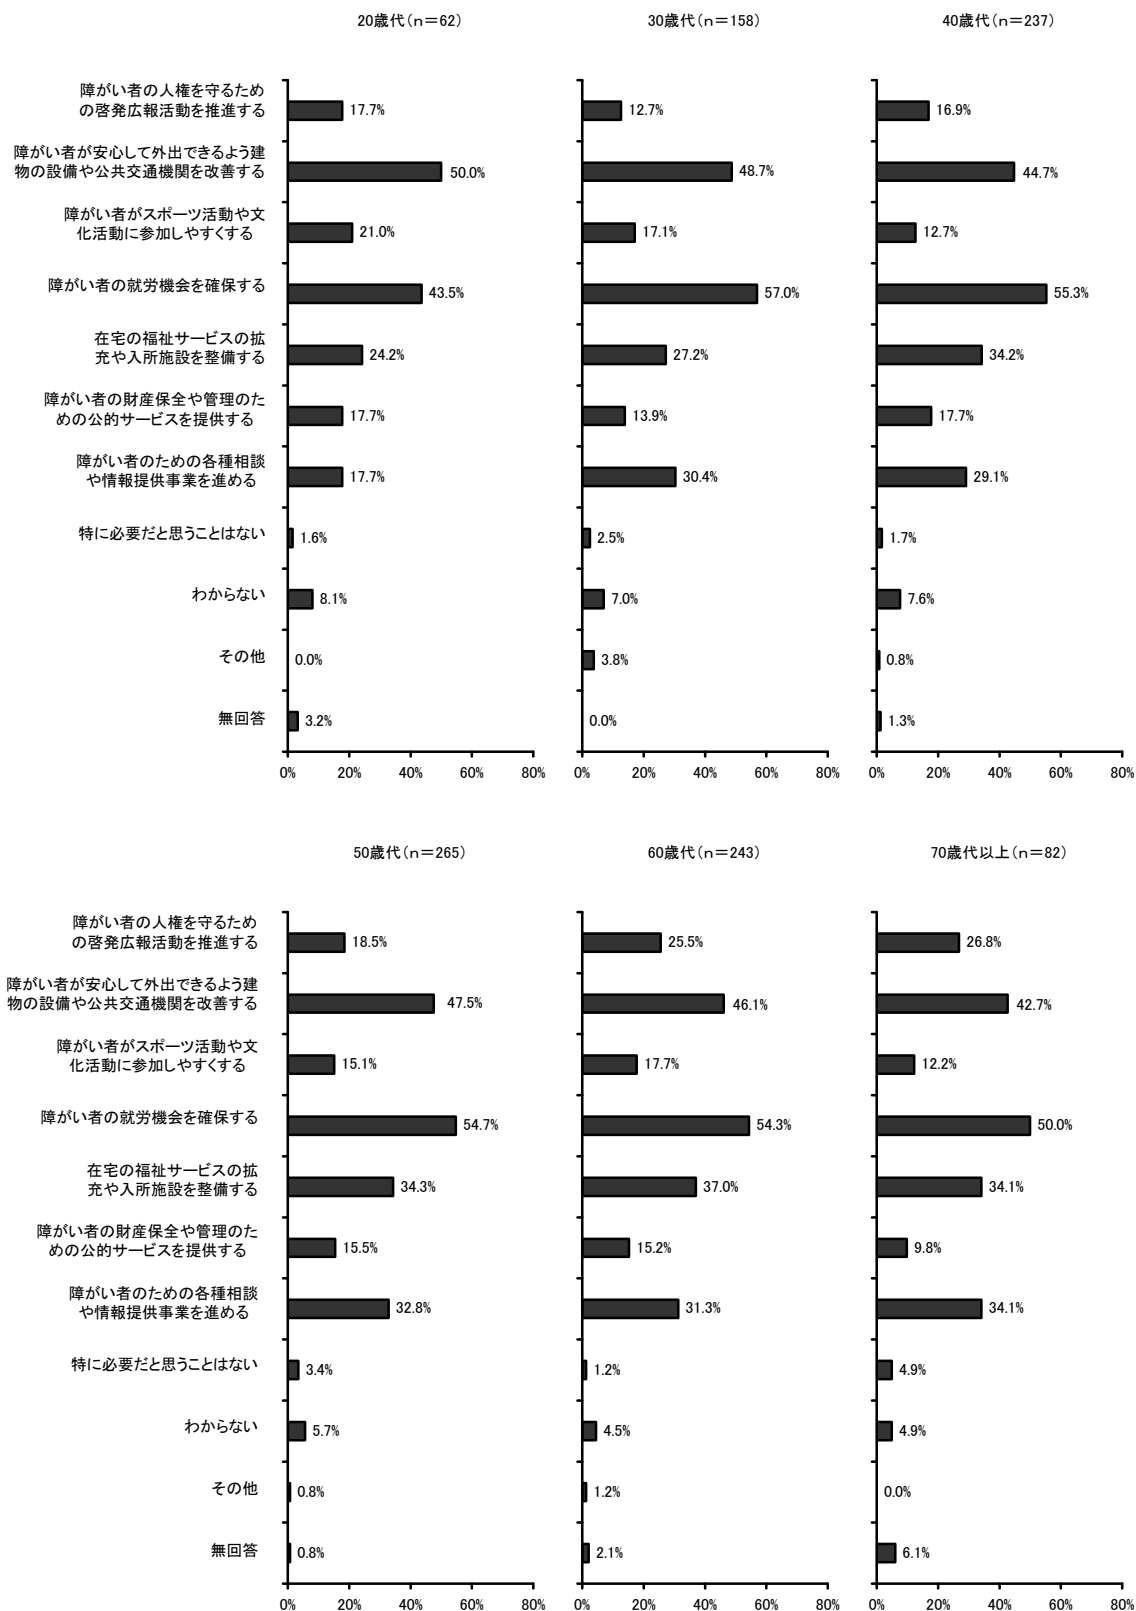 20歳代(n=62)
30歳代(n=158)
40歳代(n=237)
障がい者の人権を守るため
の啓発広報活動を推進する
17.7%
12.7%
16.9%
障がい者が安心して外出できるよう建
物の設備や公共交通機関を改善する
50.0%
48.7%
44.7%
障がい者がスポーツ活動や文
化活動に参加しやすくする
21.0%
17.1%
12.7%
障がい者の就労機会を確保する
43.5%
57.0%
55.3%
在宅の福祉サービスの拡
充や入所施設を整備する
24.2%
27.2%
34.2%
障がい者の財産保全や管理のた
めの公的サービスを提供する
17.7%
13.9%
17.7%
障がい者のための各種相談
や情報提供事業を進める
17.7%
30.4%
29.1%
特に必要だと思うことはない
1.6%
2.5%
1.7%
わからない
8.1%
7.0%
7.6%
その他
0.0%
3.8%
0.8%
無回答
3.2%
0.0%
1.3%
0% 20% 40% 60% 80%
0% 20% 40% 60% 80%
0% 20% 40% 60% 80%
50歳代(n=265)
60歳代(n=243)
70歳代以上(n=82)
障がい者の人権を守るため
の啓発広報活動を推進する
18.5%
25.5%
26.8%
障がい者が安心して外出できるよう建
物の設備や公共交通機関を改善する
47.5%
46.1%
42.7%
障がい者がスポーツ活動や文
化活動に参加しやすくする
15.1%
17.7%
12.2%
障がい者の就労機会を確保する
54.7%
54.3%
50.0%
在宅の福祉サービスの拡
充や入所施設を整備する
34.3%
37.0%
34.1%
障がい者の財産保全や管理のた
めの公的サービスを提供する
15.5%
15.2%
9.8%
障がい者のための各種相談
や情報提供事業を進める
32.8%
31.3%
34.1%
特に必要だと思うことはない
3.4%
1.2%
4.9%
わからない
5.7%
4.5%
4.9%
その他
0.8%
1.2%
0.0%
無回答
0.8%
2.1%
6.1%
0% 20% 40% 60% 80%
0% 20% 40% 60% 80%
0% 20% 40% 60% 80%